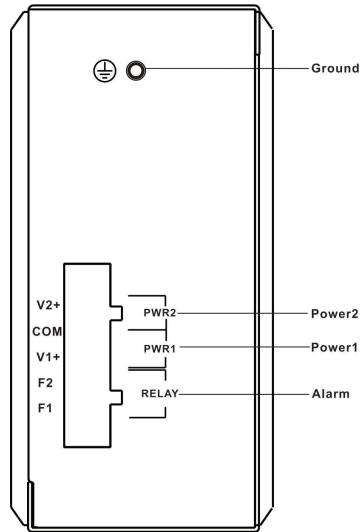 Ground
V2+
PWR2
Power2
COM
V1+
PWR1
Power1
F2
RELAY
Alarm
F1